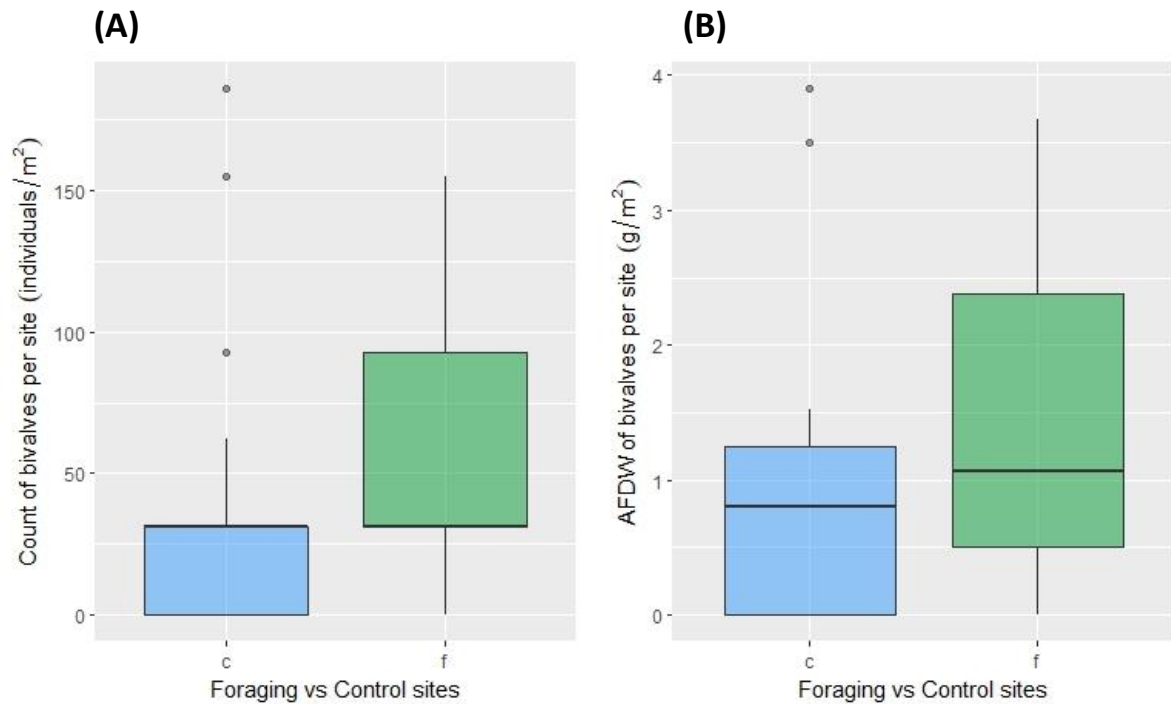 (A)
Count of bivalves per site (individuals/m²)
150
100
50
0
c
f
Foraging vs Control sites
(B)
AFDW of bivalves per site (g/m²)
4
3
2
1
0
c
f
Foraging vs Control sites